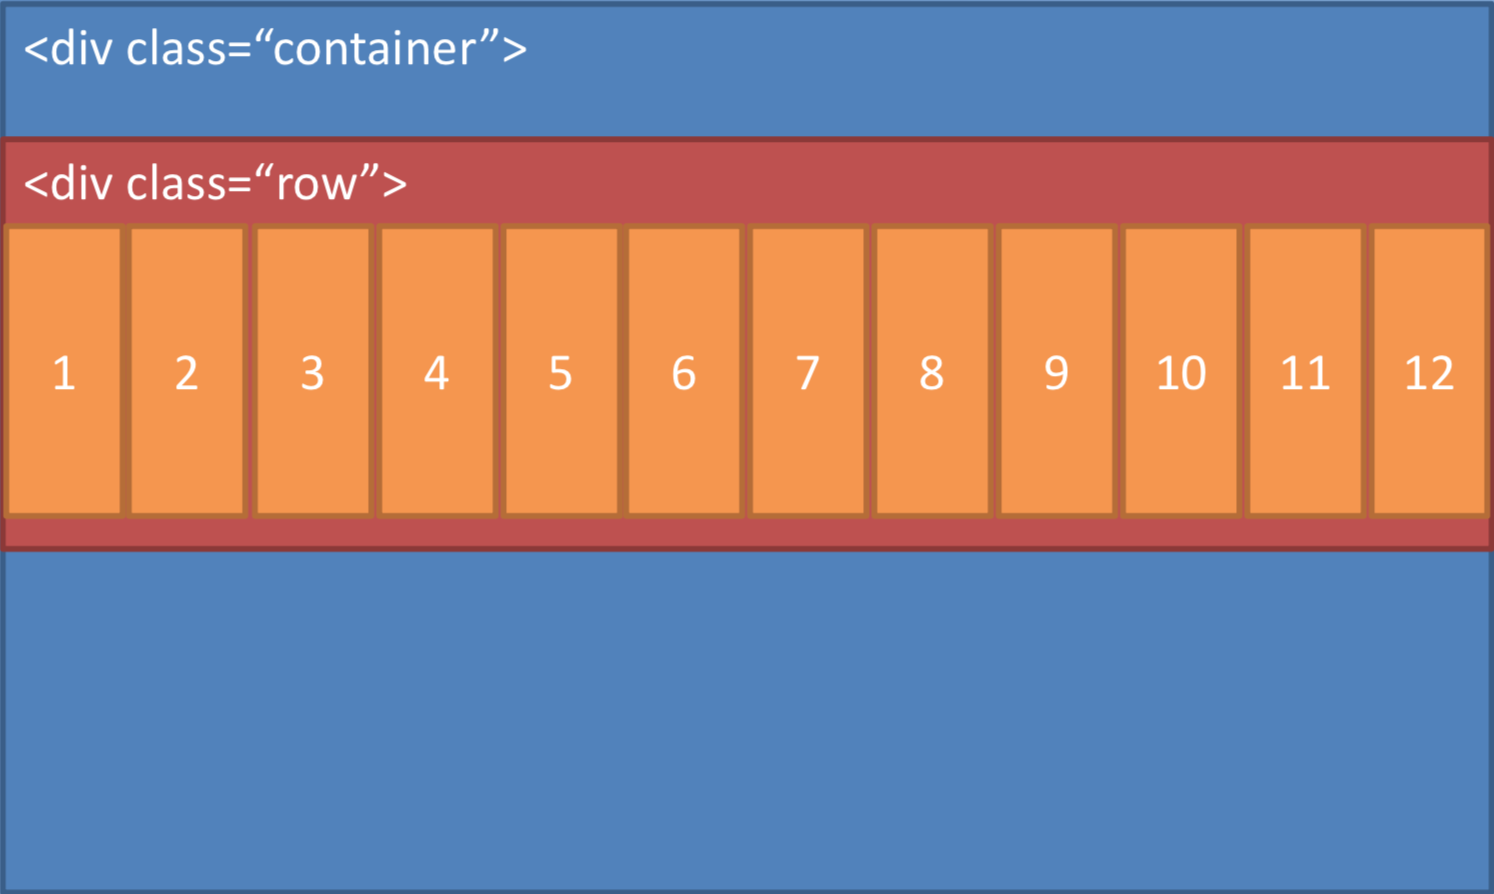 <div class=“container”>
<div class=“row”>
1 2 3 4 5 6 7 8 9 10 11 12